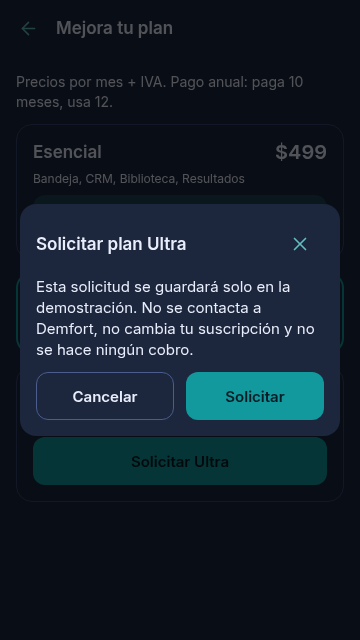 Mejora tu plan
Precios por mes + IVA. Pago anual: paga 10
meses, usa 12.
Esencial
$499
Bandeja, CRM, Biblioteca, Resultados
Solicitar plan Ultra
Esta solicitud se guardará solo en la
demostración. No se contacta a
Demfort, no cambia tu suscripción y no
se hace ningún cobro.
Cancelar
Solicitar
Solicitar Ultra